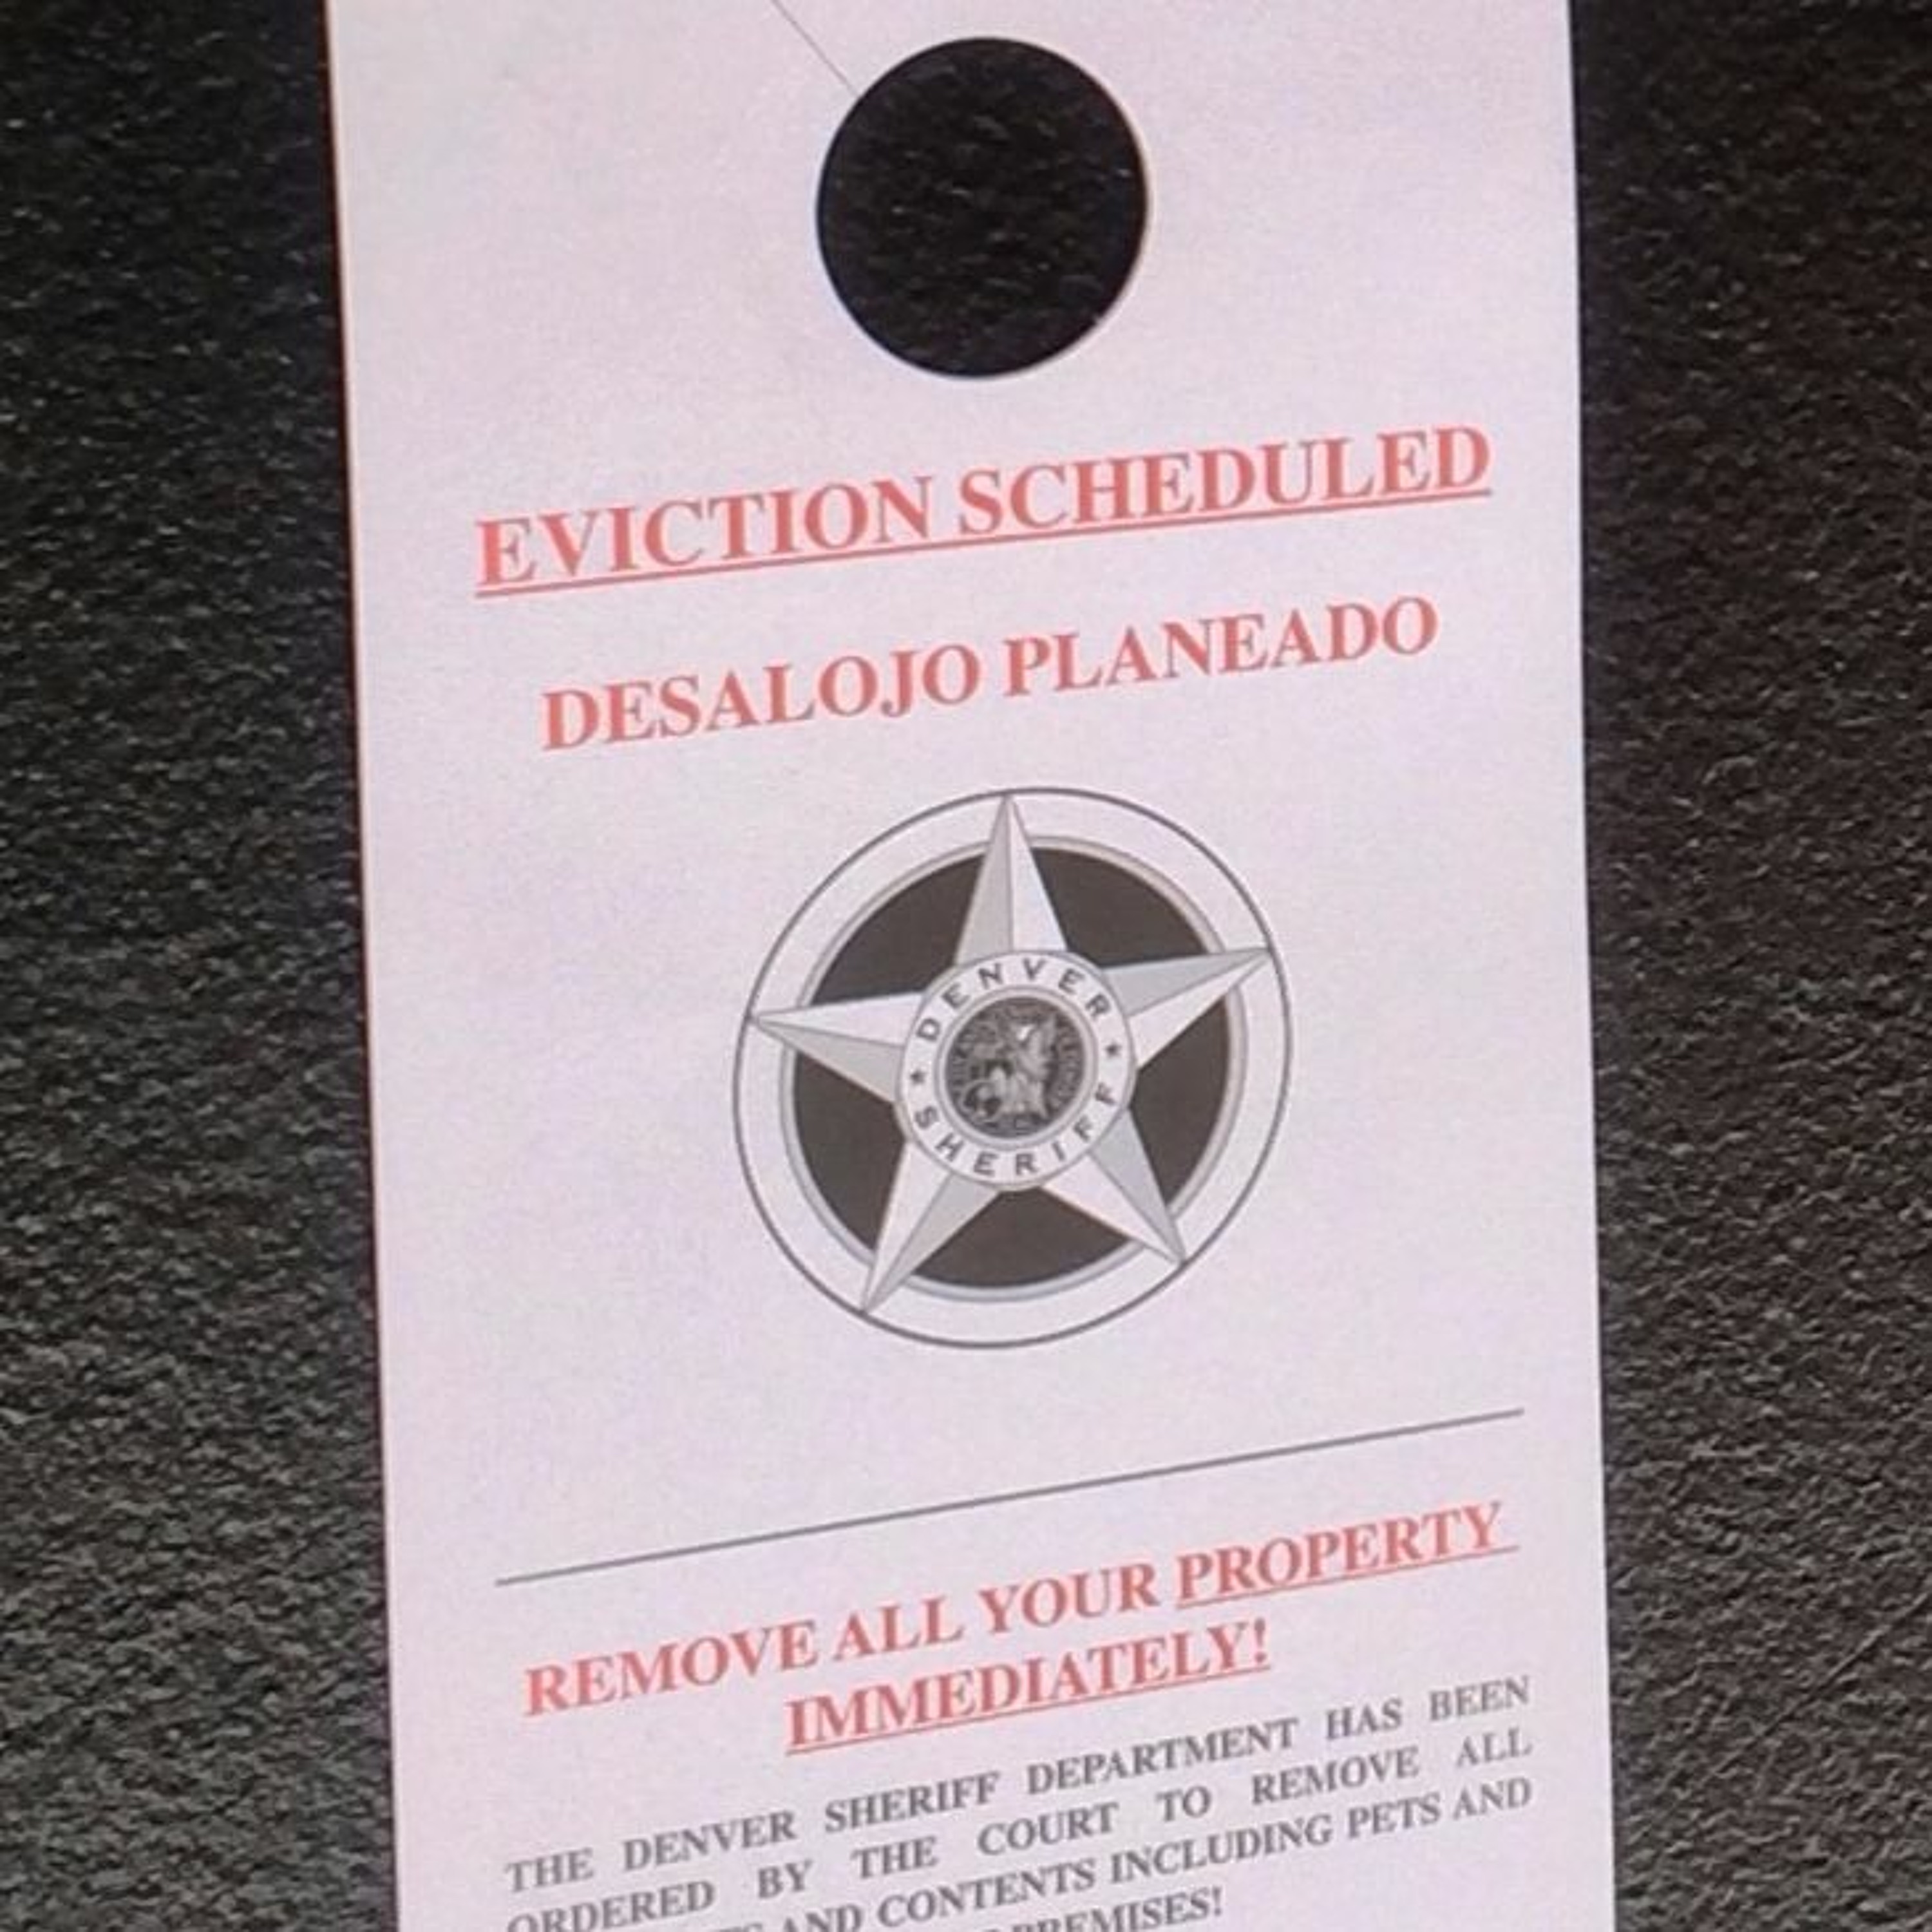 EVICTION SCHEDULED
DESALOJO PLANEADO
DENVER
SHERIFF
REMOVE ALL YOUR PROPERTY
IMMEDIATELY!
THE DENVER SHERIFF DEPARTMENT HAS BEEN
ORDERED BY THE COURT TO REMOVE ALL
AND CONTENTS INCLUDING PETS AND
PREMISES!